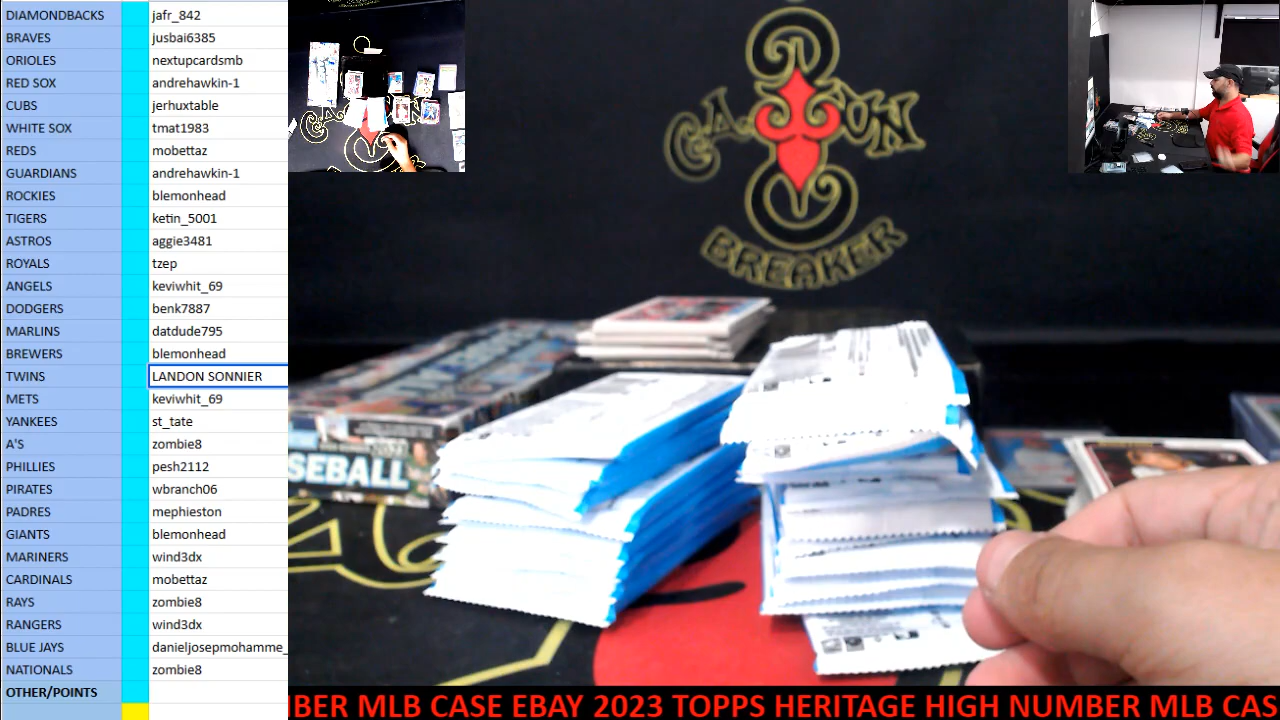 DIAMONDBACKS jafr_842
BRAVES jusbai6385
ORIOLES nextupcardsmb
RED SOX andrehawkin-1
CUBS jerhuxtable
WHITE SOX tmat1983
REDS mobettaz
GUARDIANS andrehawkin-1
ROCKIES blemonhead
TIGERS ketin_5001
ASTROS aggie3481
ROYALS tzep
ANGELS keviwhit_69
DODGERS benk7887
MARLINS datdude795
BREWERS blemonhead
TWINS LANDON SONNIER
METS keviwhit_69
YANKEES st_tate
A'S zombie8
PHILLIES pesh2112
PIRATES wbranch06
PADRES mephieston
GIANTS blemonhead
MARINERS wind3dx
CARDINALS mobettaz
RAYS zombie8
RANGERS wind3dx
BLUE JAYS danieljosepmohamme_
NATIONALS zombie8
OTHER/POINTS
CAJUN
BREAKER
SEBALL
BER MLB CASE EBAY 2023 TOPPS HERITAGE HIGH NUMBER MLB CAS